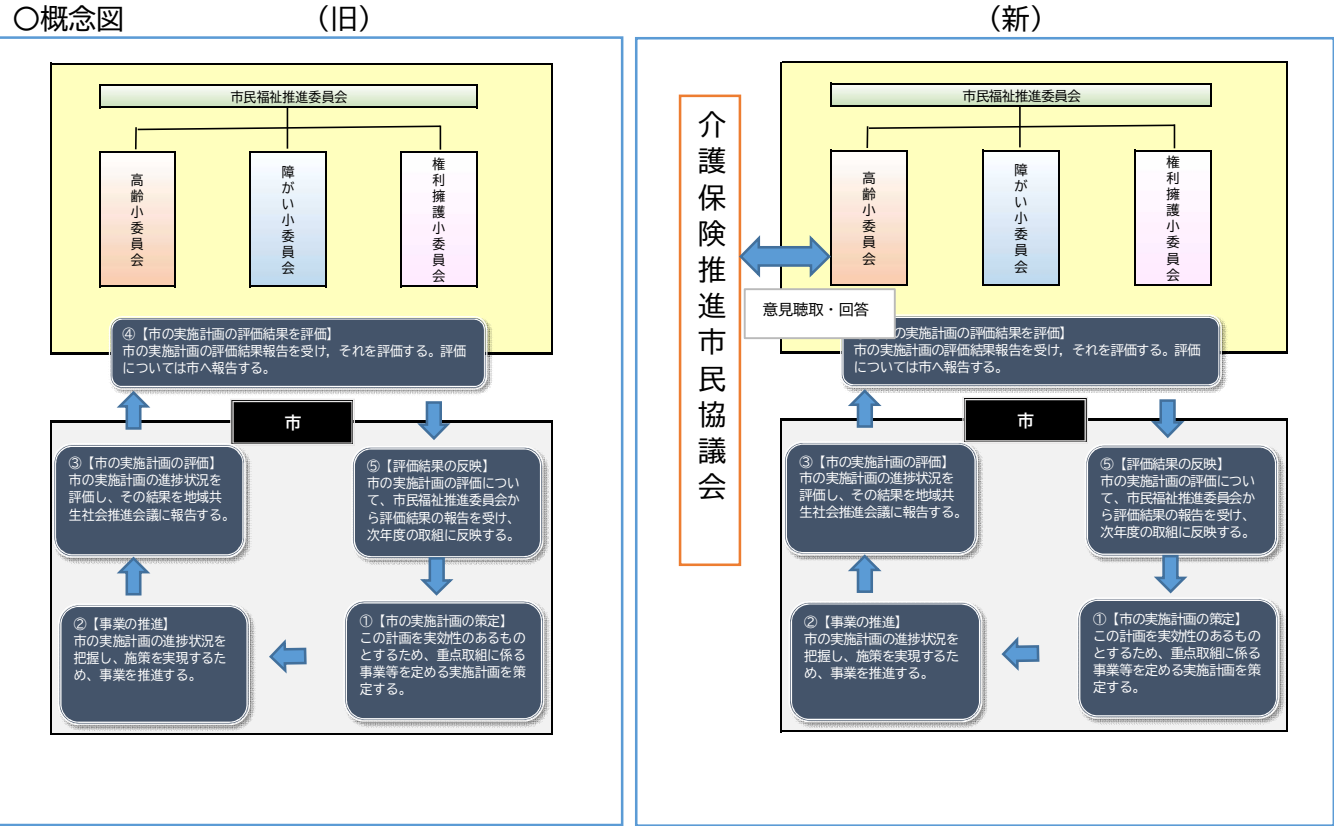 〇概念図
（旧）
市民福祉推進委員会
高齢小委員会
障がい小委員会
権利擁護小委員会
④【市の実施計画の評価結果を評価】
市の実施計画の評価結果報告を受け，それを評価する。評価
については市へ報告する。
市
③【市の実施計画の評価】
市の実施計画の進捗状況を
評価し、その結果を地域共
生社会推進会議に報告する。
⑤【評価結果の反映】
市の実施計画の評価につい
て、市民福祉推進委員会か
ら評価結果の報告を受け、
次年度の取組に反映する。
②【事業の推進】
市の実施計画の進捗状況を
把握し、施策を実現するた
め、事業を推進する。
①【市の実施計画の策定】
この計画を実効性のあるもの
とするため、重点取組に係る
事業等を定める実施計画を策
定する。
（新）
介護保険推進市民協議会
市民福祉推進委員会
高齢小委員会
障がい小委員会
権利擁護小委員会
意見聴取・回答
の実施計画の評価結果を評価】
市の実施計画の評価結果報告を受け，それを評価する。評価
については市へ報告する。
市
③【市の実施計画の評価】
市の実施計画の進捗状況を
評価し、その結果を地域共
生社会推進会議に報告する。
⑤【評価結果の反映】
市の実施計画の評価につい
て、市民福祉推進委員会か
ら評価結果の報告を受け、
次年度の取組に反映する。
②【事業の推進】
市の実施計画の進捗状況を
把握し、施策を実現するた
め、事業を推進する。
①【市の実施計画の策定】
この計画を実効性のあるもの
とするため、重点取組に係る
事業等を定める実施計画を策
定する。